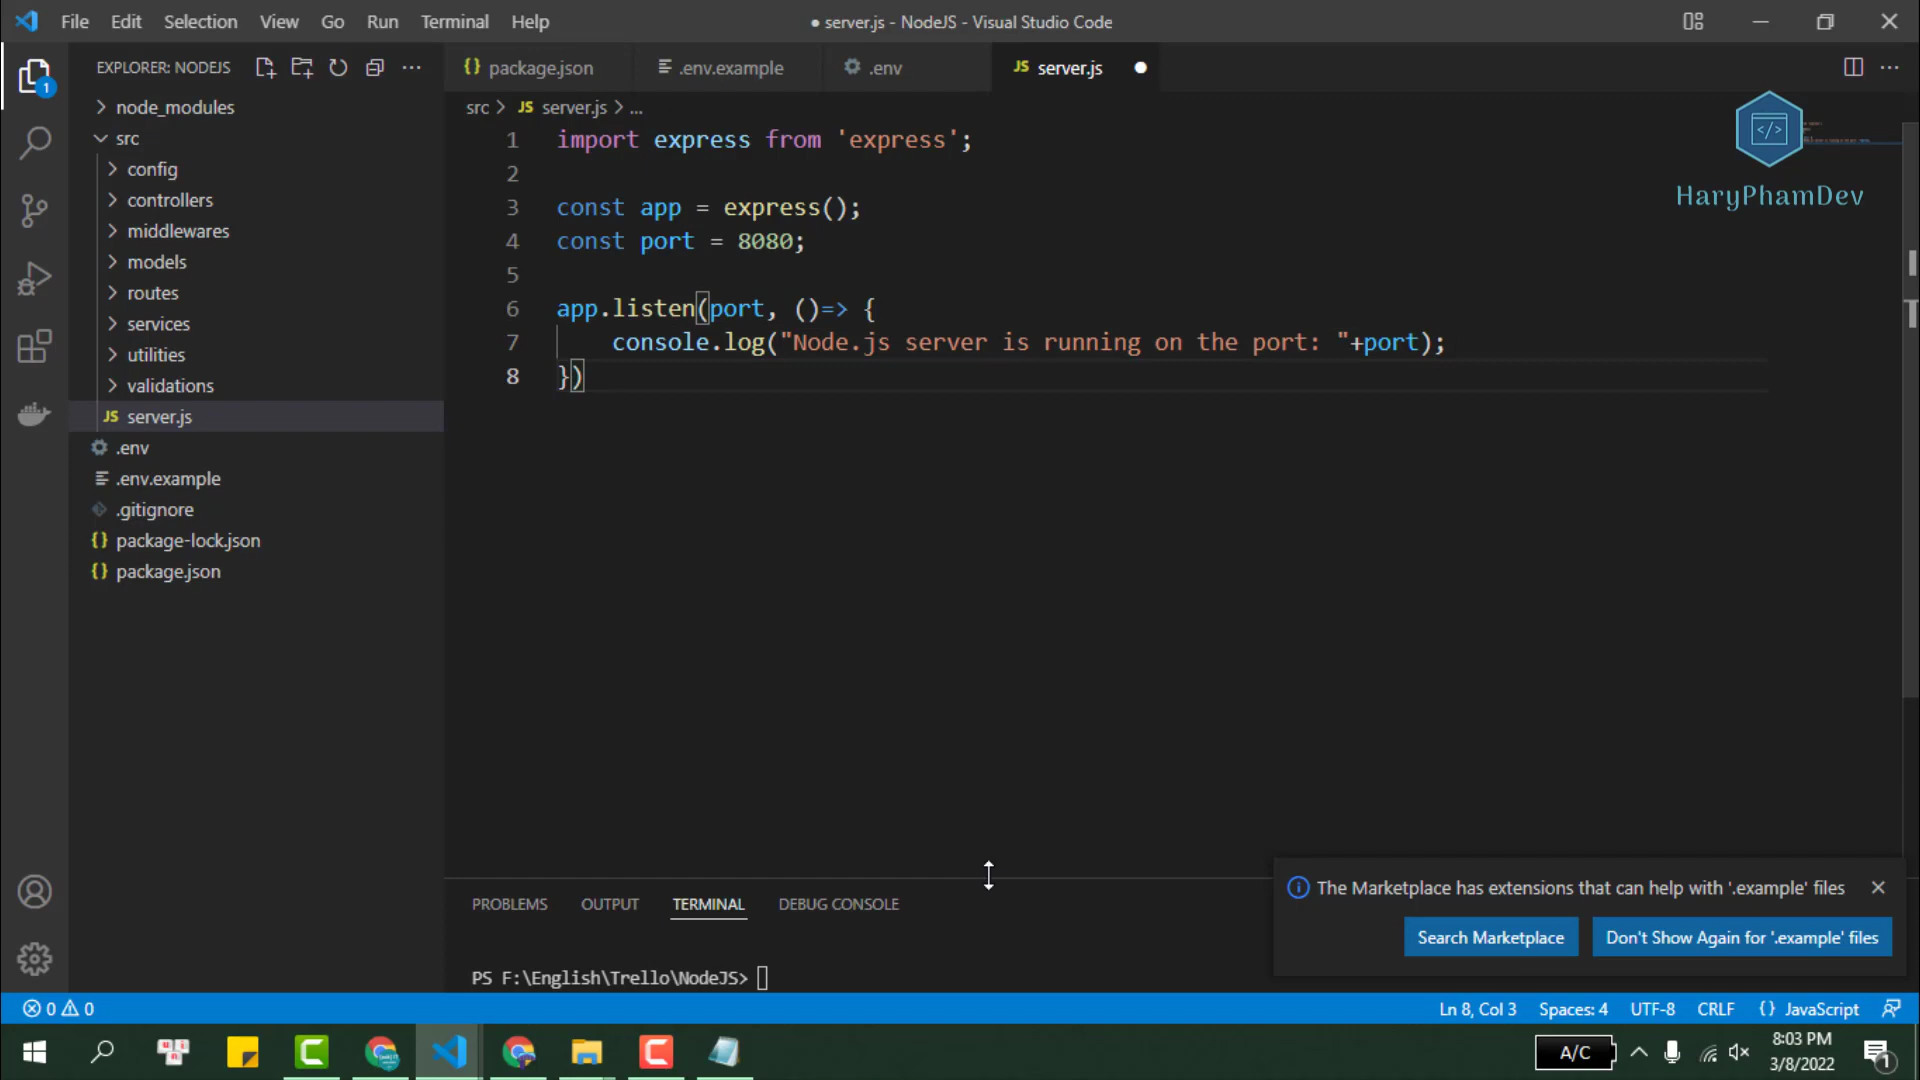 File Edit Selection View Go Run Terminal Help
● server.js - NodeJS - Visual Studio Code
EXPLORER: NODEJS
package.json
.env.example
.env
JS server.js ●
1
node_modules
src
config
controllers
middlewares
models
routes
services
utilities
validations
JS server.js
.env
.env.example
.gitignore
{} package-lock.json
{} package.json
src > JS server.js > ...
1 import express from 'express';
2
3 const app = express();
4 const port = 8080;
5
6 app.listen(port, ()=> {
7 console.log("Node.js server is running on the port: "+port);
8 })
</>
HaryPhamDev
PROBLEMS OUTPUT TERMINAL DEBUG CONSOLE
PS F:\English\Trello\NodeJS>
The Marketplace has extensions that can help with '.example' files
Search Marketplace
Don't Show Again for '.example' files
0 0
Ln 8, Col 3 Spaces: 4 UTF-8 CRLF {} JavaScript
A/C
8:03 PM
3/8/2022
1